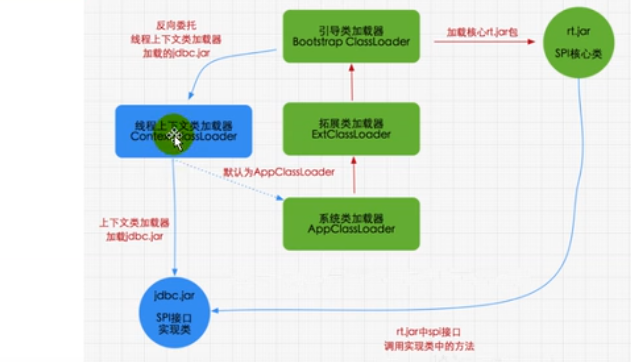 反向委托
线程上下文类加载器
加载的jdbc.jar
引导类加载器
Bootstrap ClassLoader
加载核心rt.jar包
rt.jar
SPI核心类
线程上下文类加载器
ContextClassLoader
拓展类加载器
ExtClassLoader
默认为AppClassLoader
系统类加载器
AppClassLoader
上下文类加载器
加载jdbc.jar
jdbc.jar
SPI接口
实现类
rt.jar中spi接口
调用实现类中的方法